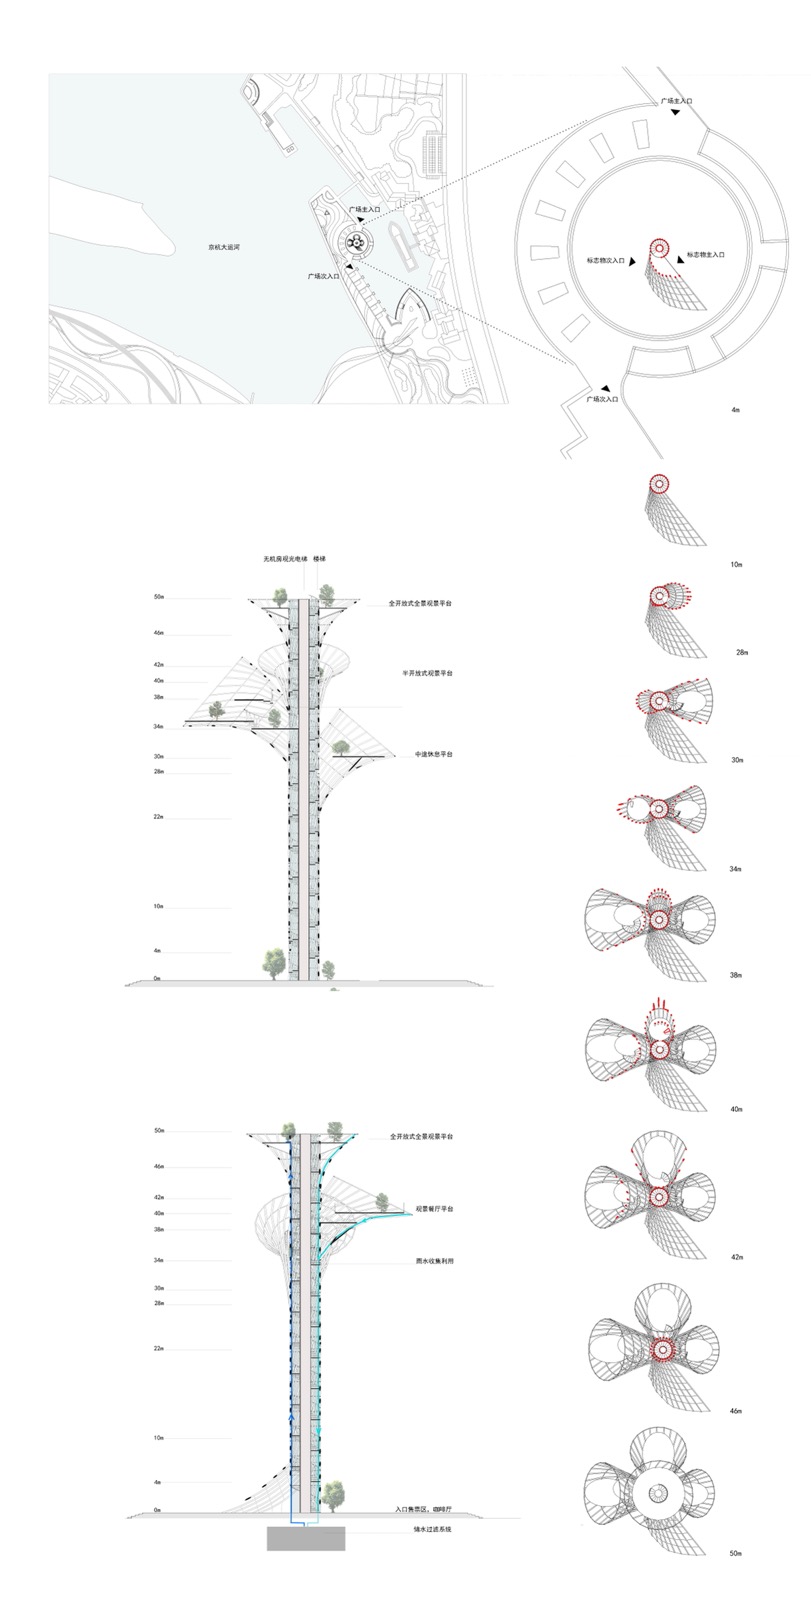 广场主入口
广场主入口
京杭大运河
广场次入口
标志物次入口
标志物主入口
广场次入口
4m
10m
28m
30m
34m
38m
40m
42m
46m
50m
无机房观光电梯
楼梯
50m
全开放式全景观景平台
46m
42m
半开放式观景平台
40m
38m
34m
30m
中途休息平台
28m
22m
10m
4m
0m
50m
全开放式全景观景平台
46m
42m
40m
观景餐厅平台
38m
34m
雨水收集利用
30m
28m
22m
10m
4m
0m
入口售票区，咖啡厅
储水过滤系统